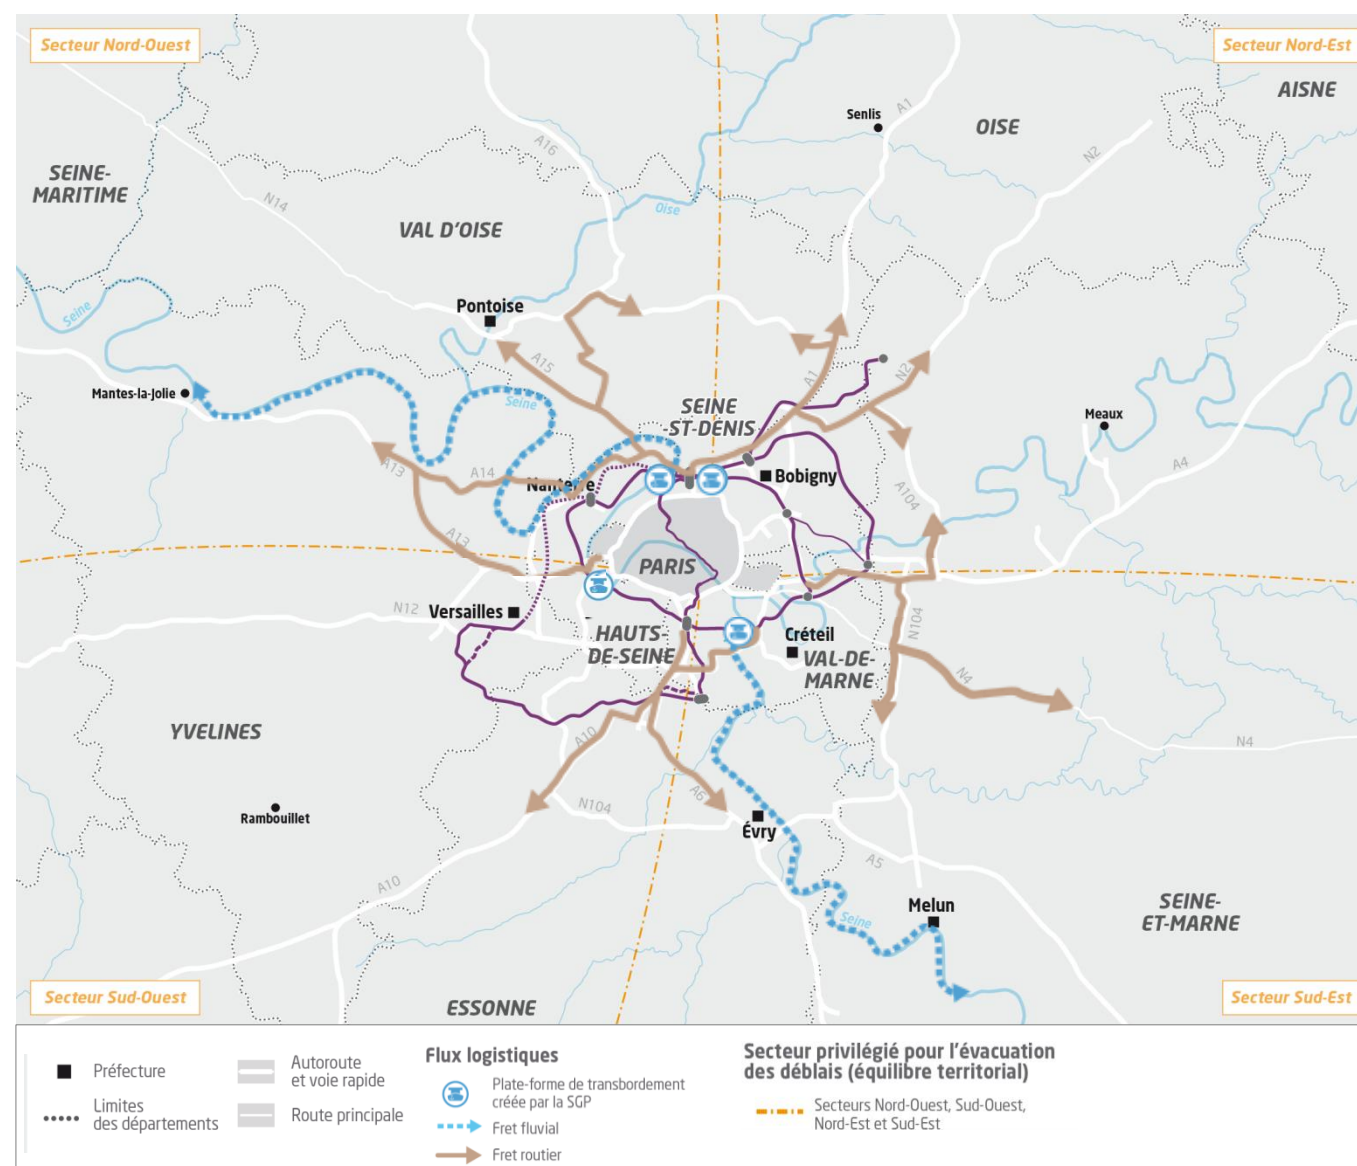 Secteur Nord-Ouest
Secteur Nord-Est
AISNE
A1
Senlis
OISE
A16
N2
SEINE-
MARITIME
N14
Oise
VAL D'OISE
Seine
Pontoise
A15
A1
N2
Mantes-la-Jolie
Seine
SEINE
-ST-DENIS
Meaux
A13
A14
Nanterre
Bobigny
A4
A104
A13
PARIS
N12
Versailles
HAUTS-
DE-SEINE
Créteil
VAL-DE-
MARNE
N104
N4
YVELINES
A10
N4
Rambouillet
N104
A6
Évry
A5
A10
Melun
Seine
SEINE-
ET-MARNE
Secteur Sud-Ouest
ESSONNE
Secteur Sud-Est
Préfecture
Limites
des départements
Autoroute
et voie rapide
Route principale
Flux logistiques
Plate-forme de transbordement
créée par la SGP
Fret fluvial
Fret routier
Secteur privilégié pour l'évacuation
des déblais (équilibre territorial)
Secteurs Nord-Ouest, Sud-Ouest,
Nord-Est et Sud-Est